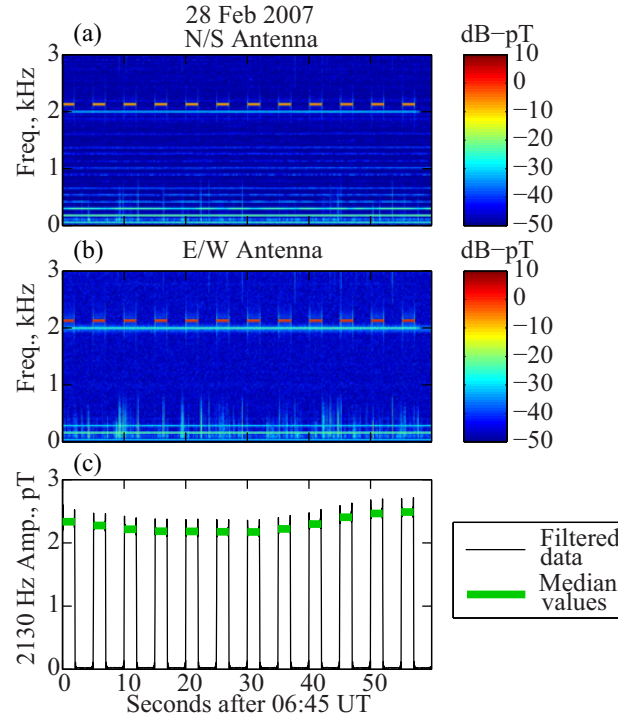 28 Feb 2007
(a)
N/S Antenna
dB−pT
3
2
1
0
Freq., kHz
10
0
−10
−20
−30
−40
−50
(b)
E/W Antenna
dB−pT
3
2
1
0
Freq., kHz
10
0
−10
−20
−30
−40
−50
(c)
3
2
1
0
2130 Hz Amp., pT
0 10 20 30 40 50
Seconds after 06:45 UT
Filtered
data
Median
values